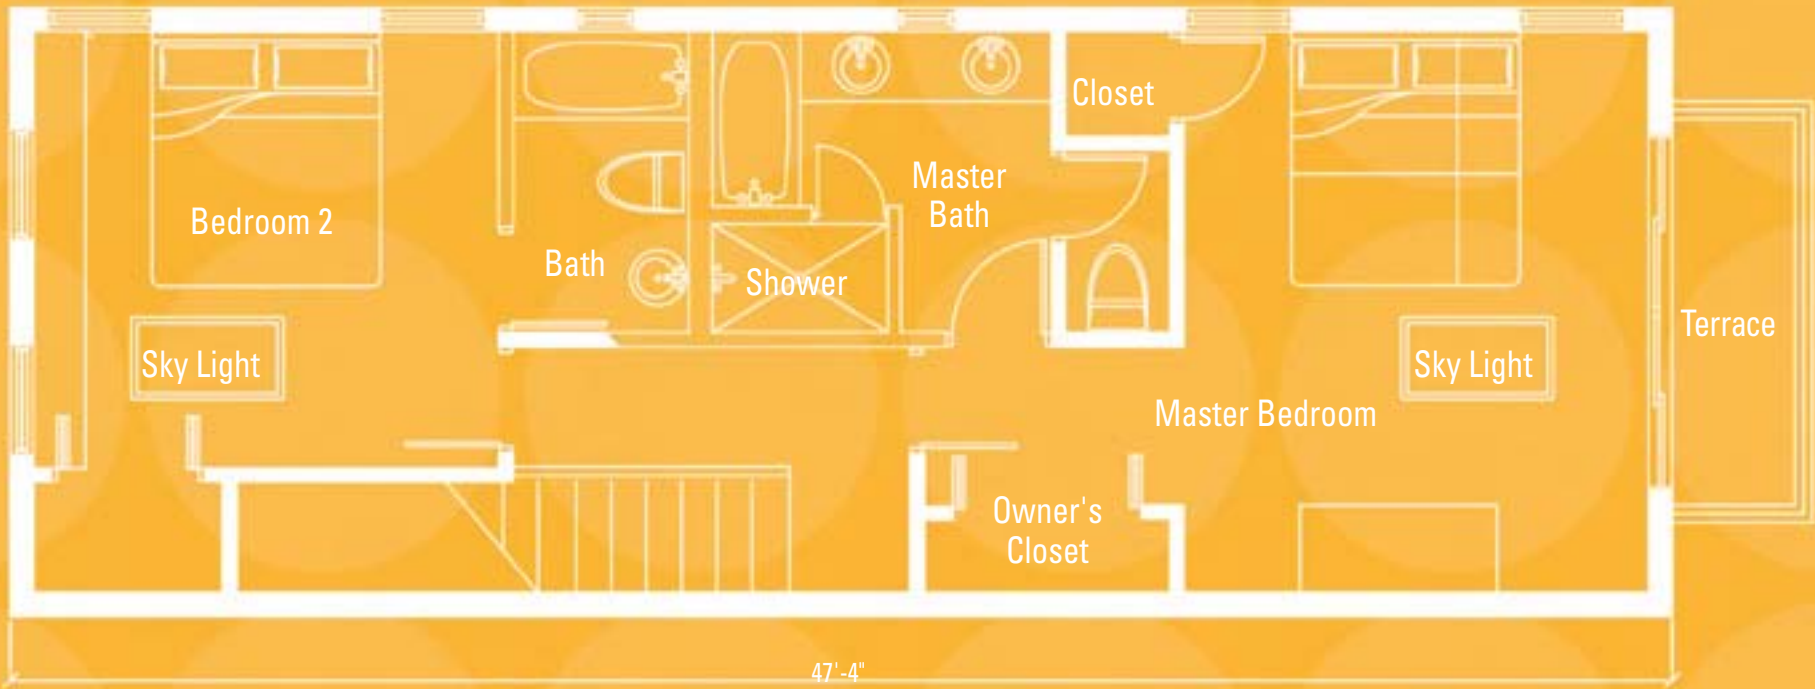 Closet
Master
Bath
Bedroom 2
Bath
Shower
Terrace
Sky Light
Sky Light
Master Bedroom
Owner's
Closet
47'-4"